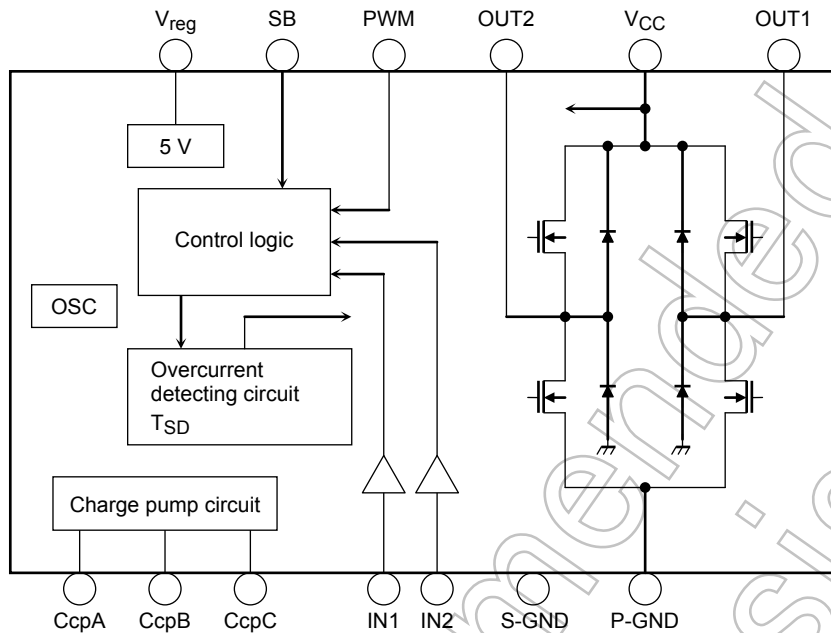 Vreg SB PWM OUT2 VCC OUT1
5 V
Control logic
OSC
Overcurrent
detecting circuit
TSD
Charge pump circuit
CcpA CcpB CcpC IN1 IN2 S-GND P-GND